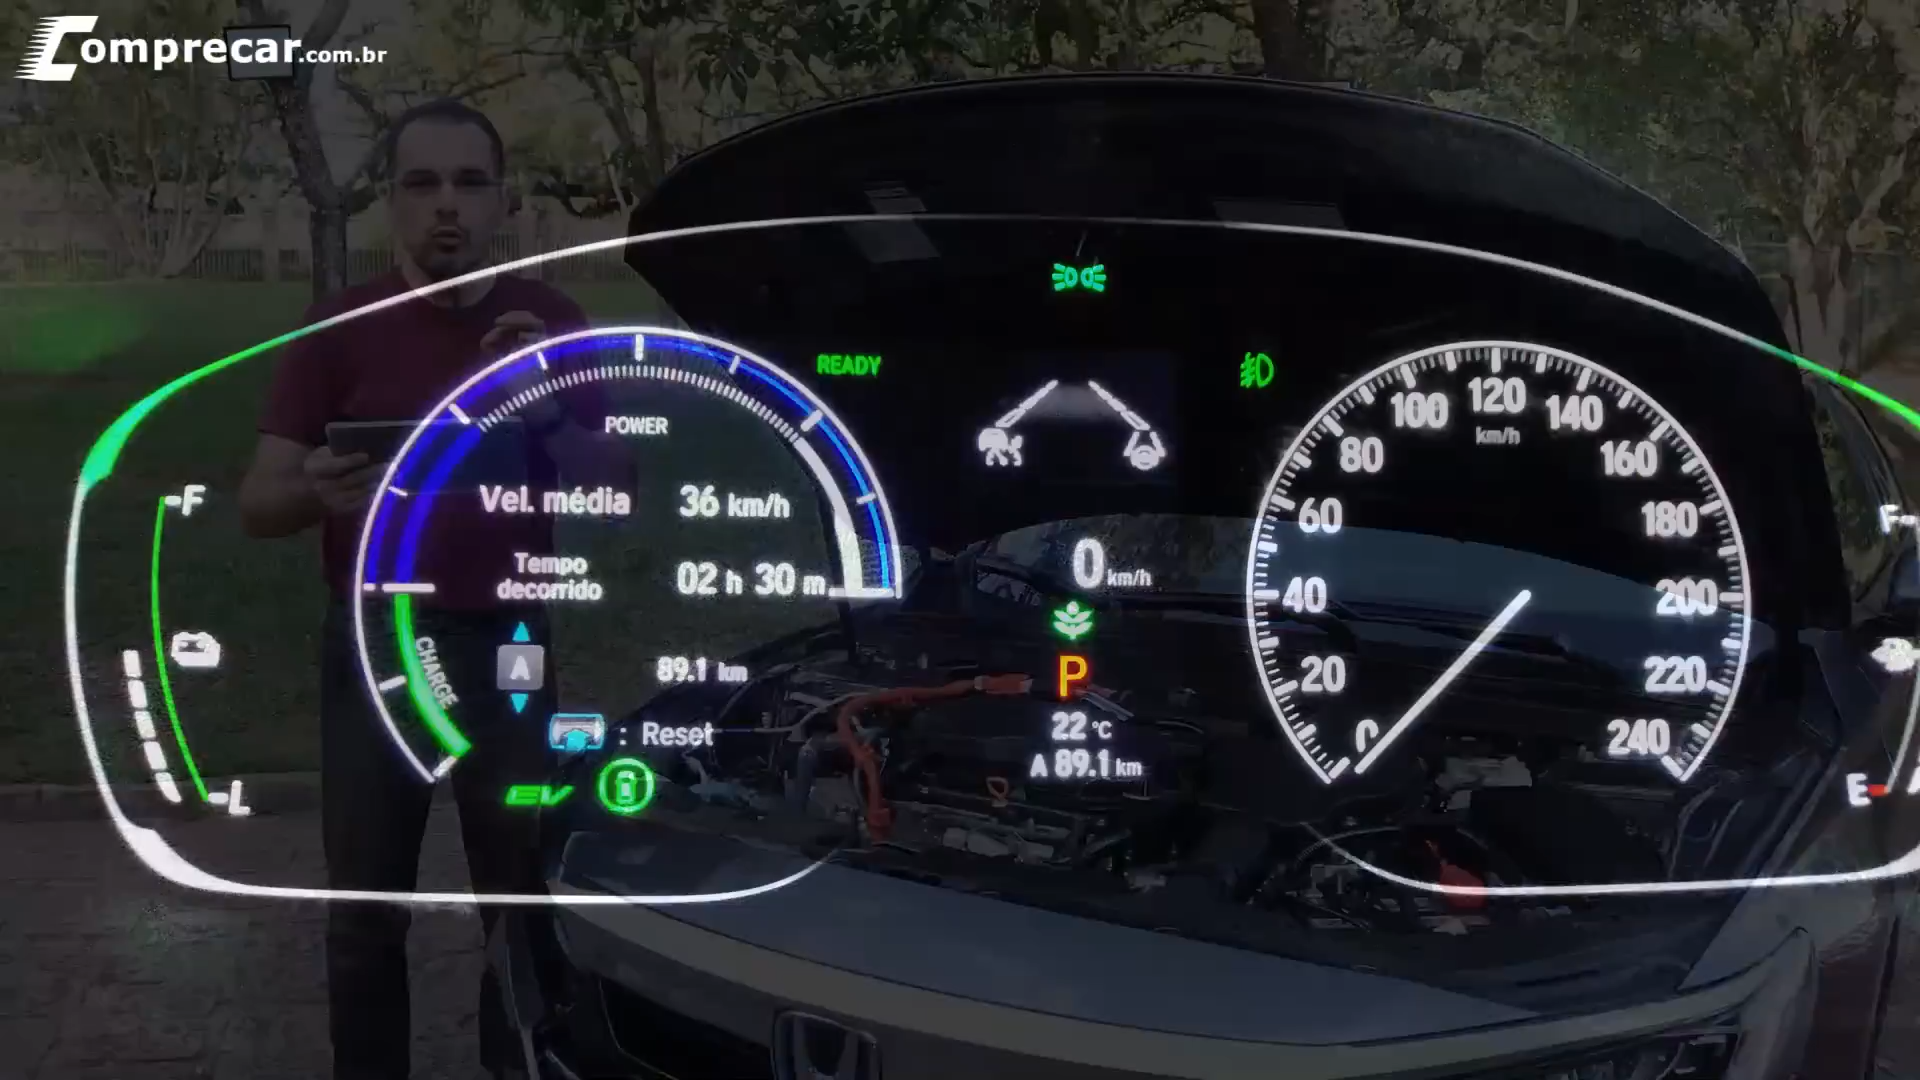 Comprecar.com.br
READY
POWER
Vel. média 36 km/h
Tempo decorrido 02 h 30 m
CHARGE
A 89.1 km
: Reset
EV
F
L
0 km/h
P
22 °C
A 89.1 km
0 20 40 60 80 100 120 140 160 180 200 220 240
km/h
F
E